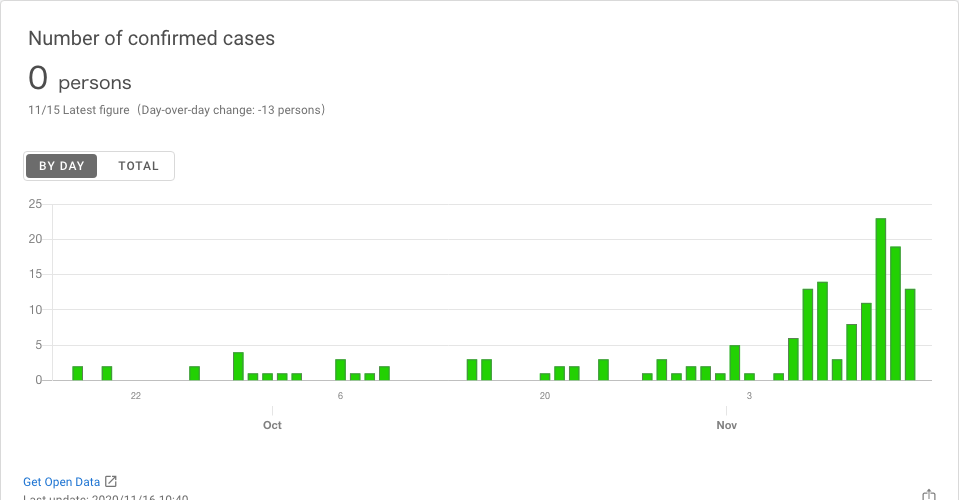 Number of confirmed cases
0 persons
11/15 Latest figure（Day-over-day change: -13 persons）
BY DAY TOTAL
25
20
15
10
5
0
22 6 20 3
Oct Nov
Get Open Data
Last update: 2020/11/16 10:40